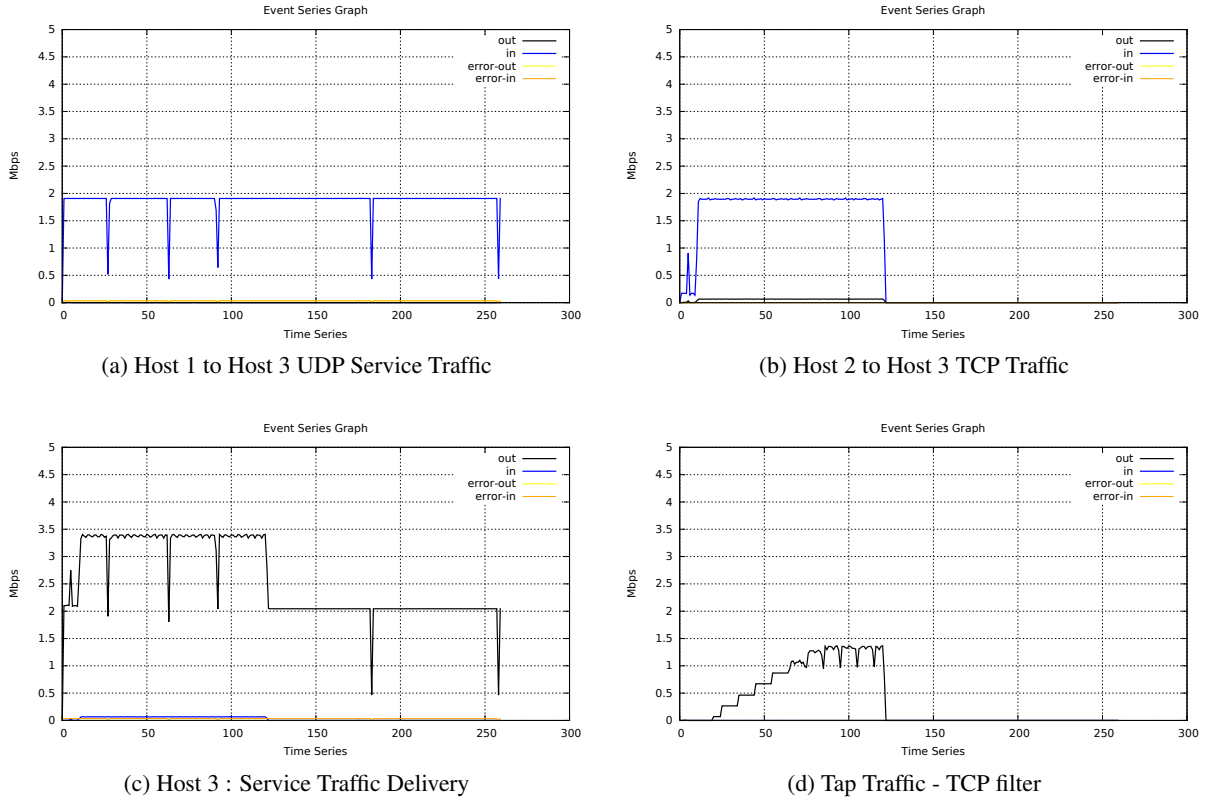 Event Series Graph
5
4.5
4
3.5
3
2.5
2
1.5
1
0.5
0
Mbps
out
in
error-out
error-in
0 50 100 150 200 250 300
Time Series
(a) Host 1 to Host 3 UDP Service Traffic
Event Series Graph
5
4.5
4
3.5
3
2.5
2
1.5
1
0.5
0
Mbps
out
in
error-out
error-in
0 50 100 150 200 250 300
Time Series
(b) Host 2 to Host 3 TCP Traffic
Event Series Graph
5
4.5
4
3.5
3
2.5
2
1.5
1
0.5
0
Mbps
out
in
error-out
error-in
0 50 100 150 200 250 300
Time Series
(c) Host 3 : Service Traffic Delivery
Event Series Graph
5
4.5
4
3.5
3
2.5
2
1.5
1
0.5
0
Mbps
out
in
error-out
error-in
0 50 100 150 200 250 300
Time Series
(d) Tap Traffic - TCP filter